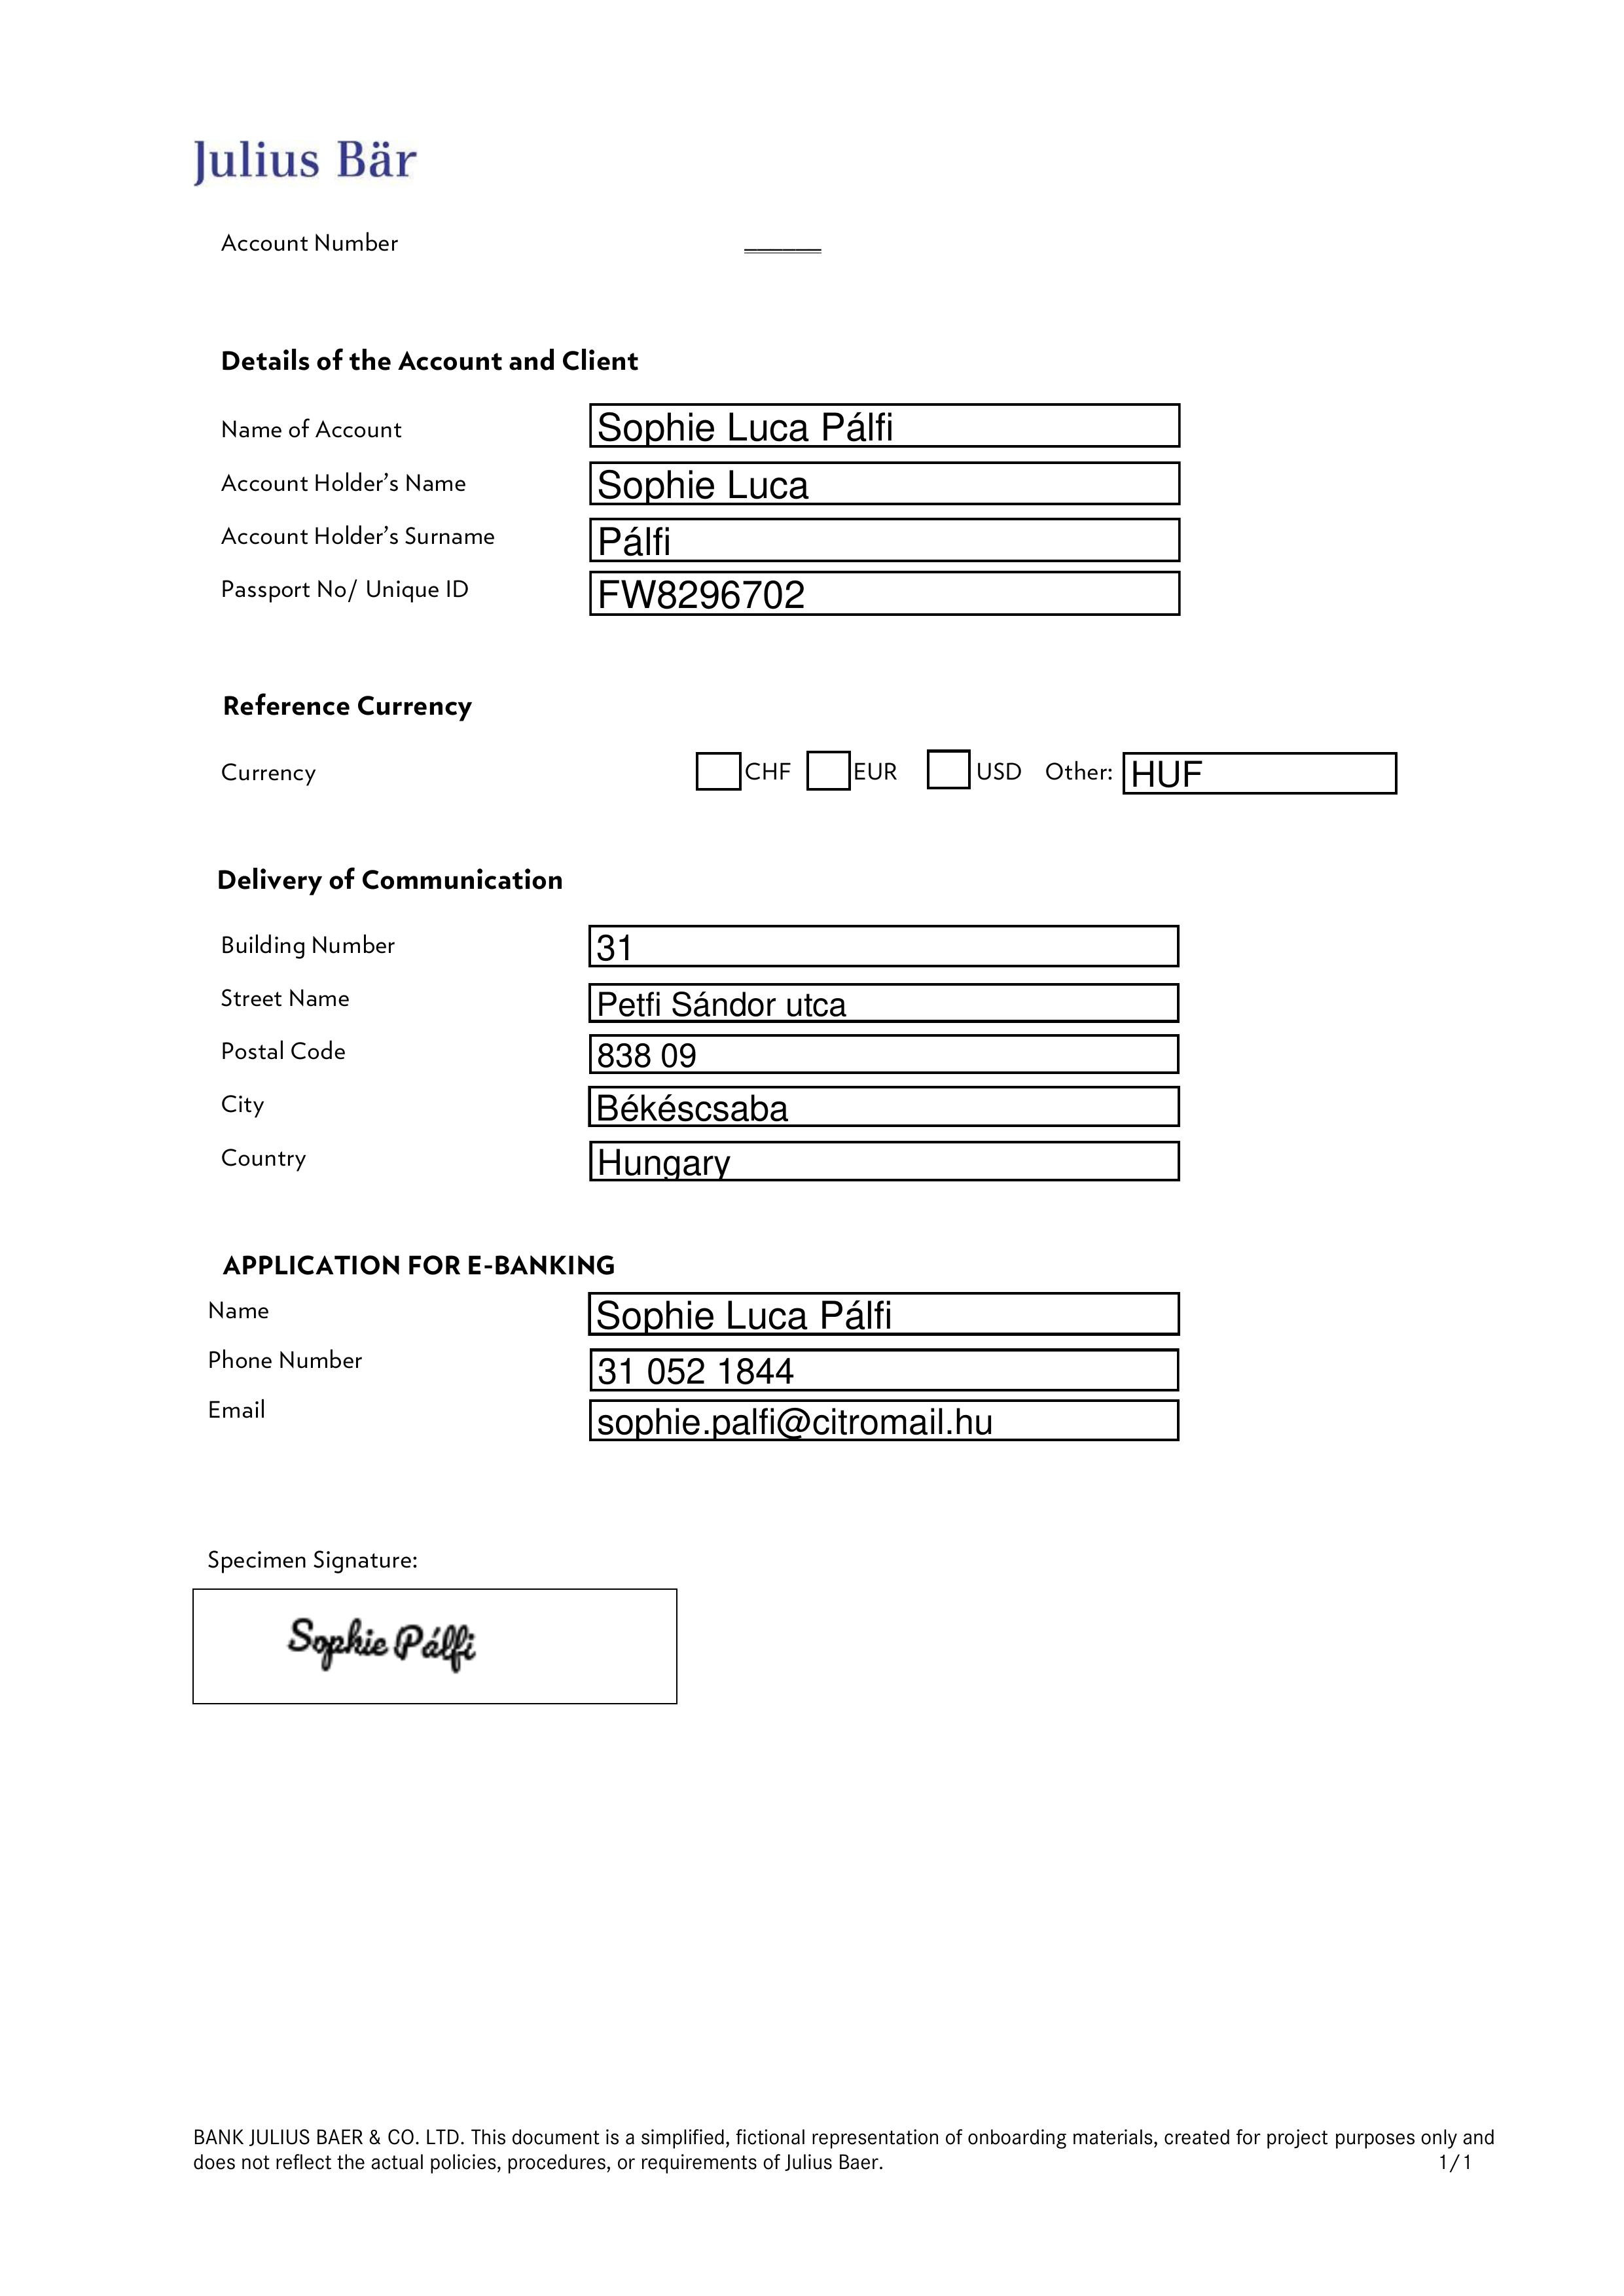 Julius Bär
Account Number ______
Details of the Account and Client
Name of Account Sophie Luca Pálfi
Account Holder’s Name Sophie Luca
Account Holder’s Surname Pálfi
Passport No/ Unique ID FW8296702
Reference Currency
Currency CHF EUR USD Other: HUF
Delivery of Communication
Building Number 31
Street Name Petfi Sándor utca
Postal Code 838 09
City Békéscsaba
Country Hungary
APPLICATION FOR E-BANKING
Name Sophie Luca Pálfi
Phone Number 31 052 1844
Email sophie.palfi@citromail.hu
Specimen Signature:
Sophie Pálfi
BANK JULIUS BAER & CO. LTD. This document is a simplified, fictional representation of onboarding materials, created for project purposes only and
does not reflect the actual policies, procedures, or requirements of Julius Baer. 1/1